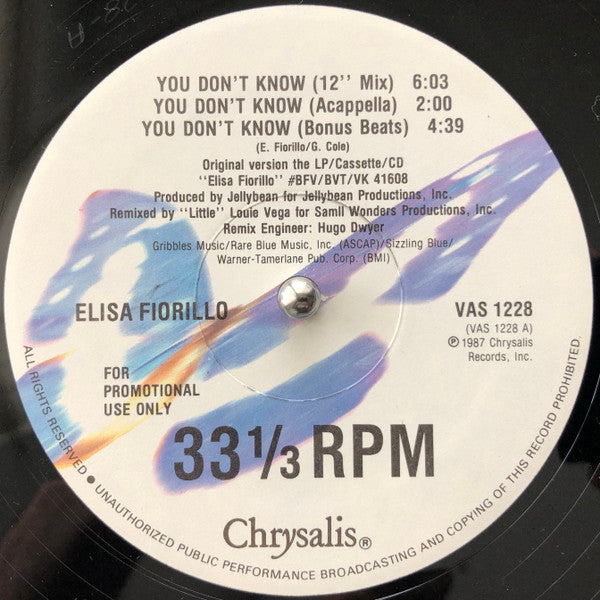 YOU DON'T KNOW (12'' Mix) 6:03
YOU DON'T KNOW (Acappella) 2:00
YOU DON'T KNOW (Bonus Beats) 4:39
(E. Fiorillo/G. Cole)
Original version the LP/Cassette/CD
"Elisa Fiorillo" #BFV/BVT/VK 41608
Produced by Jellybean for Jellybean Productions, Inc.
Remixed by "Little" Louie Vega for Samli Wonders Productions, Inc.
Remix Engineer: Hugo Dwyer
Gribbles Music/Rare Blue Music, Inc. (ASCAP)/Sizzling Blue/
Warner-Tamerlane Pub. Corp. (BMI)
ELISA FIORILLO
VAS 1228
(VAS 1228 A)
℗ 1987 Chrysalis
Records, Inc.
FOR
PROMOTIONAL
USE ONLY
33 1/3 RPM
Chrysalis®
ALL RIGHTS RESERVED ● UNAUTHORIZED PUBLIC PERFORMANCE BROADCASTING AND COPYING OF THIS RECORD PROHIBITED.